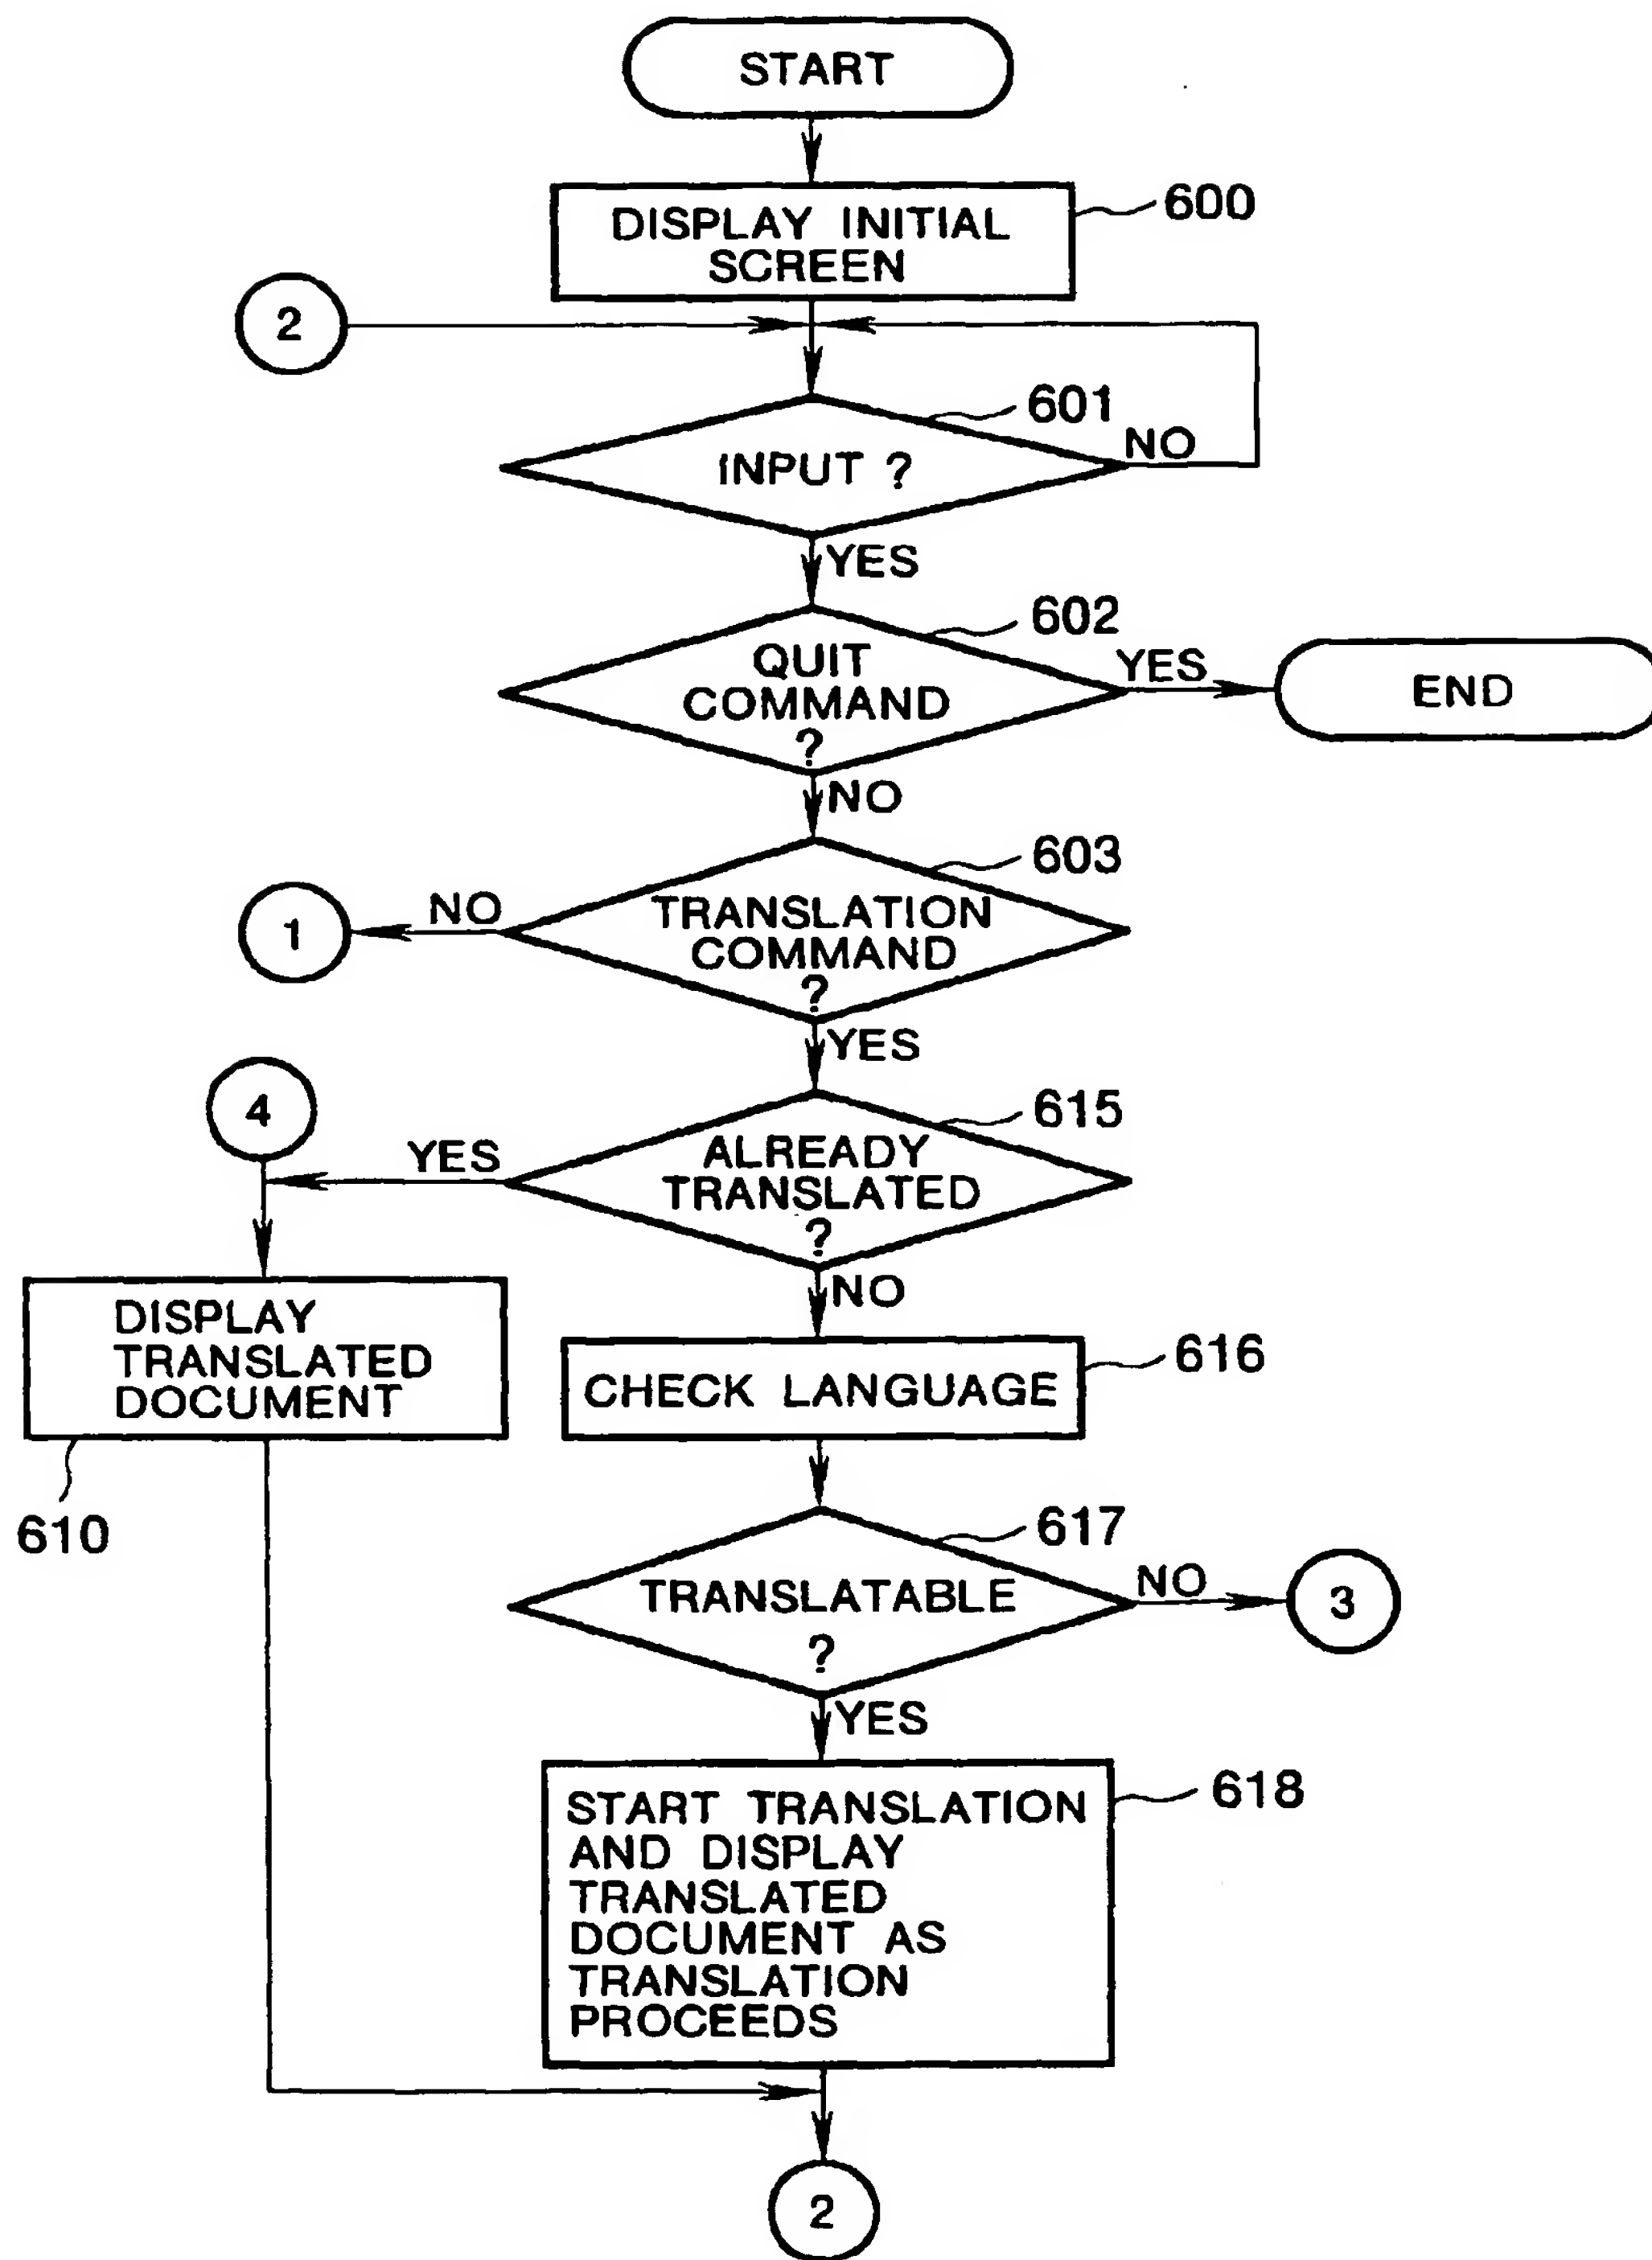 START
DISPLAY INITIAL
SCREEN
600
2
601
INPUT ?
NO
YES
602
QUIT
COMMAND
?
YES
END
NO
603
1
NO
TRANSLATION
COMMAND
?
YES
4
615
YES
ALREADY
TRANSLATED
?
NO
DISPLAY
TRANSLATED
DOCUMENT
610
616
CHECK LANGUAGE
617
TRANSLATABLE
?
NO
3
YES
618
START TRANSLATION
AND DISPLAY
TRANSLATED
DOCUMENT AS
TRANSLATION
PROCEEDS
2